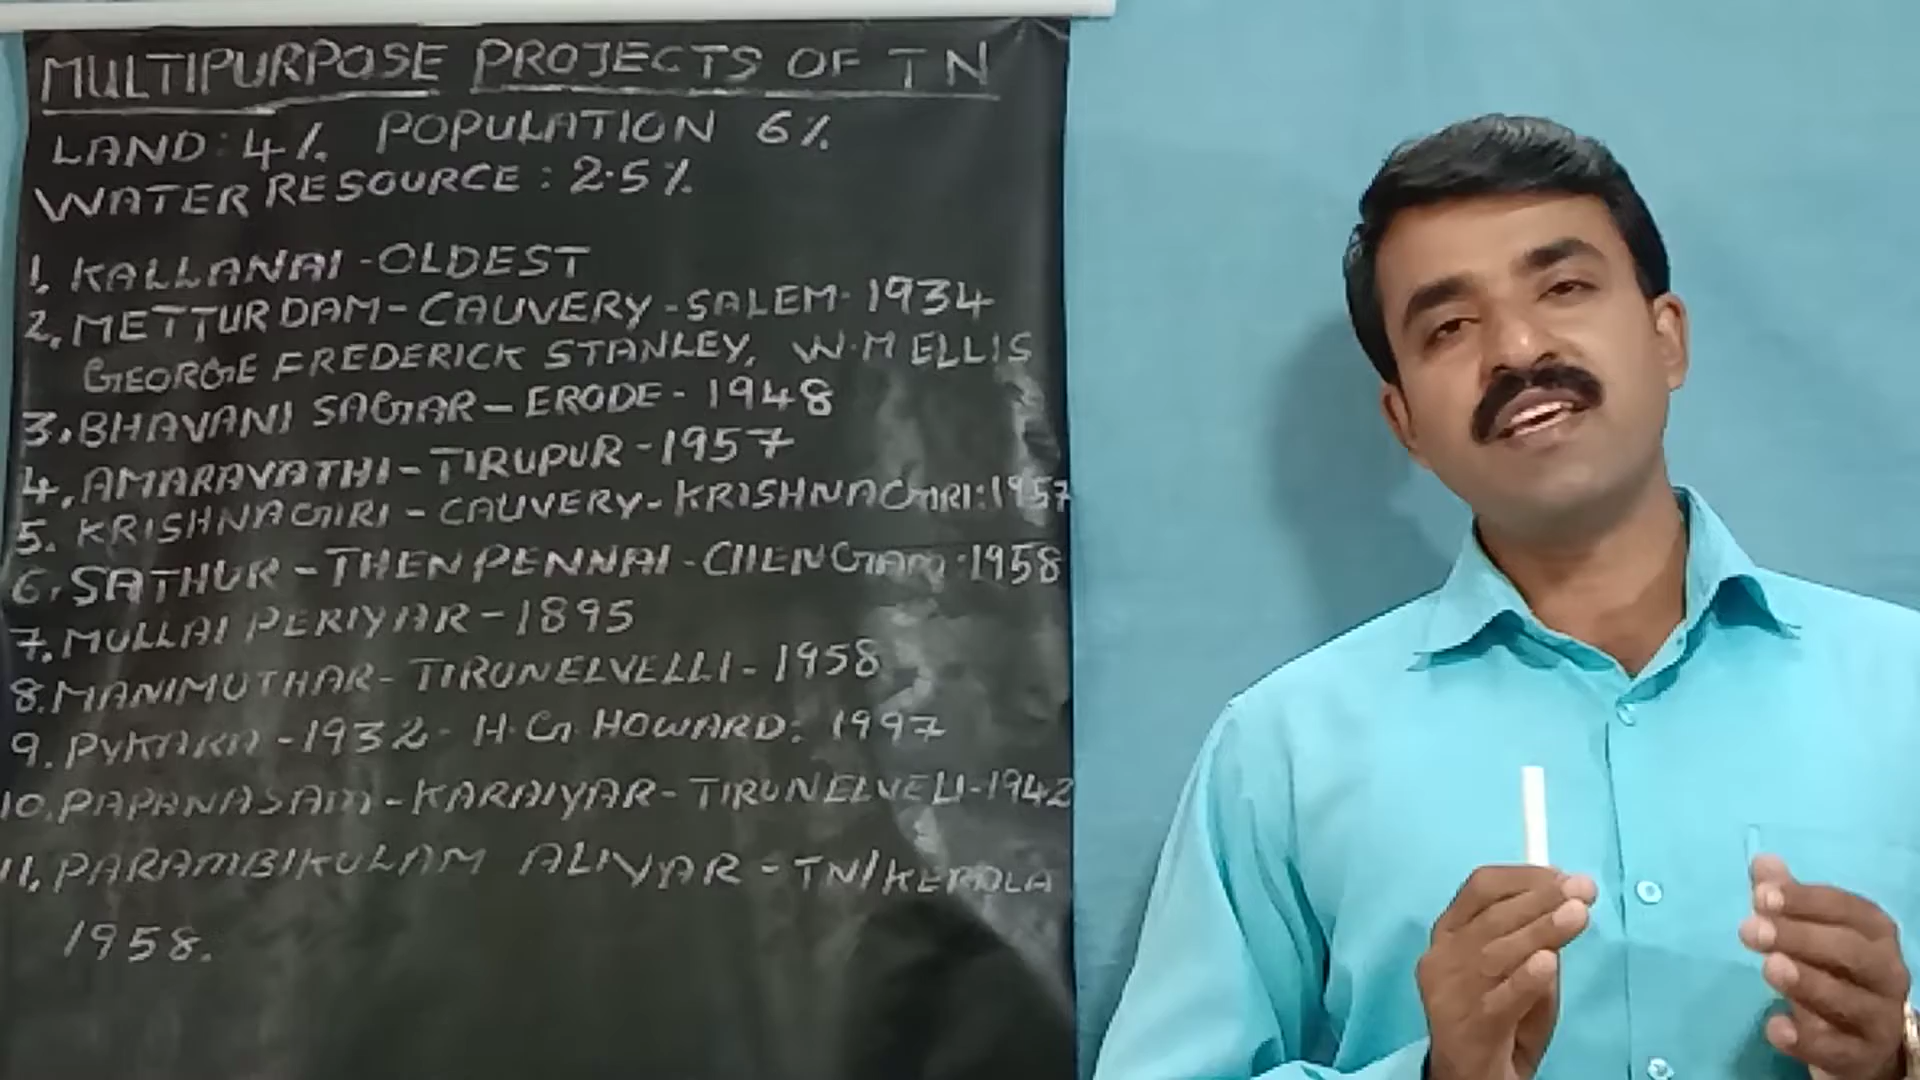 MULTIPURPOSE PROJECTS OF TN
LAND: 4% POPULATION 6%
WATER RESOURCE: 2.5%
1. KALLANAI - OLDEST
2. METTUR DAM - CAUVERY - SALEM - 1934
GEORGE FREDERICK STANLEY, W.M ELLIS
3. BHAVANI SAGAR - ERODE - 1948
4. AMARAVATHI - TIRUPUR - 1957
5. KRISHNAGIRI - CAUVERY - KRISHNAGIRI: 1957
6. SATHUR - THENPENNAI - CHENGAM - 1958
7. MULLAI PERIYAR - 1895
8. MANIMUTHAR - TIRUNELVELLI - 1958
9. PYKARA - 1932 - H.G. HOWARD: 1997
10. PAPANASAM - KARAIYAR - TIRUNELVELI - 1942
11. PARAMBIKULAM ALIYAR - TN/KERALA
1958.